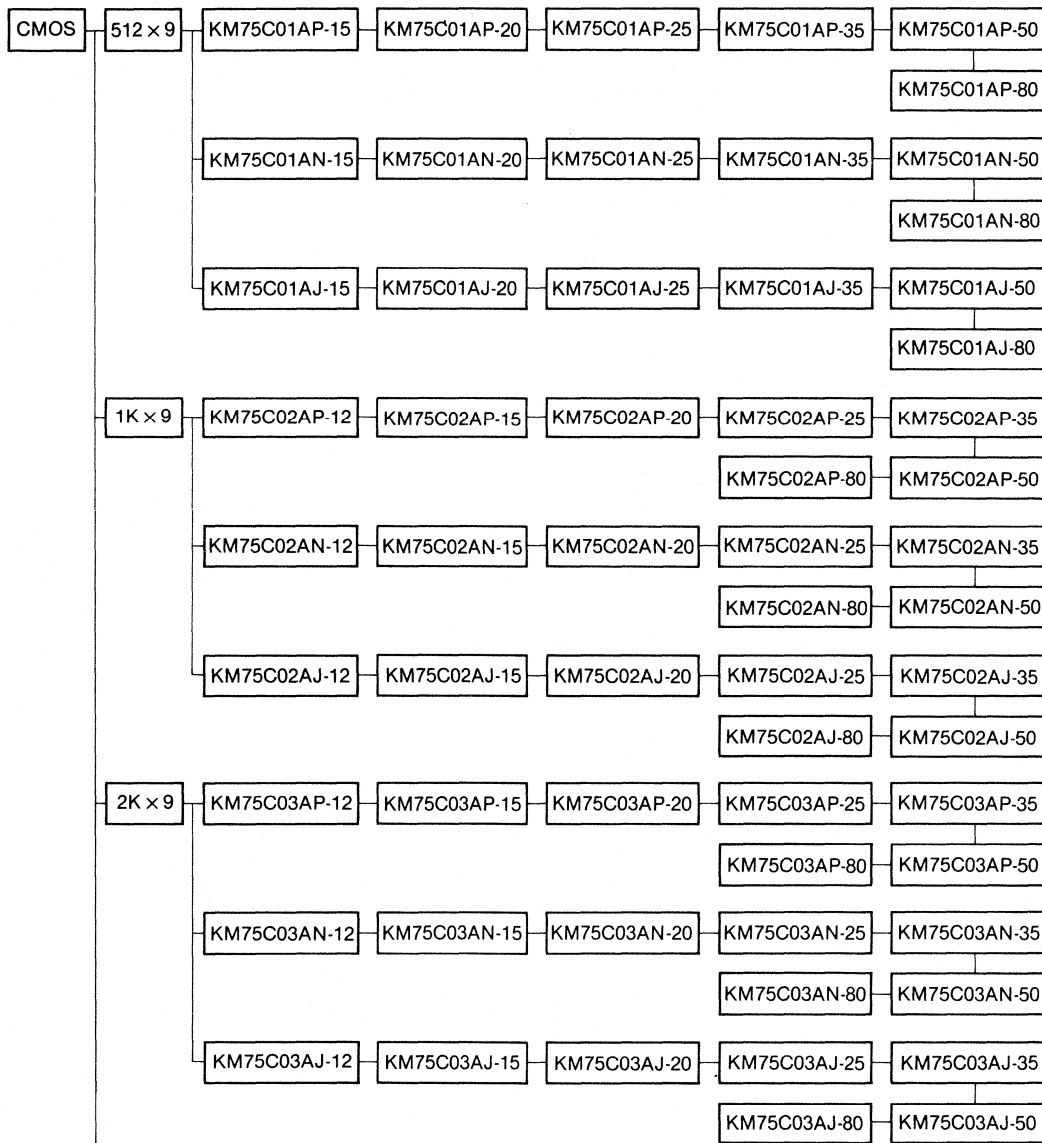 CMOS 512 × 9 KM75C01AP-15 KM75C01AP-20 KM75C01AP-25 KM75C01AP-35 KM75C01AP-50
KM75C01AP-80
KM75C01AN-15 KM75C01AN-20 KM75C01AN-25 KM75C01AN-35 KM75C01AN-50
KM75C01AN-80
KM75C01AJ-15 KM75C01AJ-20 KM75C01AJ-25 KM75C01AJ-35 KM75C01AJ-50
KM75C01AJ-80
1K × 9 KM75C02AP-12 KM75C02AP-15 KM75C02AP-20 KM75C02AP-25 KM75C02AP-35
KM75C02AP-80 KM75C02AP-50
KM75C02AN-12 KM75C02AN-15 KM75C02AN-20 KM75C02AN-25 KM75C02AN-35
KM75C02AN-80 KM75C02AN-50
KM75C02AJ-12 KM75C02AJ-15 KM75C02AJ-20 KM75C02AJ-25 KM75C02AJ-35
KM75C02AJ-80 KM75C02AJ-50
2K × 9 KM75C03AP-12 KM75C03AP-15 KM75C03AP-20 KM75C03AP-25 KM75C03AP-35
KM75C03AP-80 KM75C03AP-50
KM75C03AN-12 KM75C03AN-15 KM75C03AN-20 KM75C03AN-25 KM75C03AN-35
KM75C03AN-80 KM75C03AN-50
KM75C03AJ-12 KM75C03AJ-15 KM75C03AJ-20 KM75C03AJ-25 KM75C03AJ-35
KM75C03AJ-80 KM75C03AJ-50